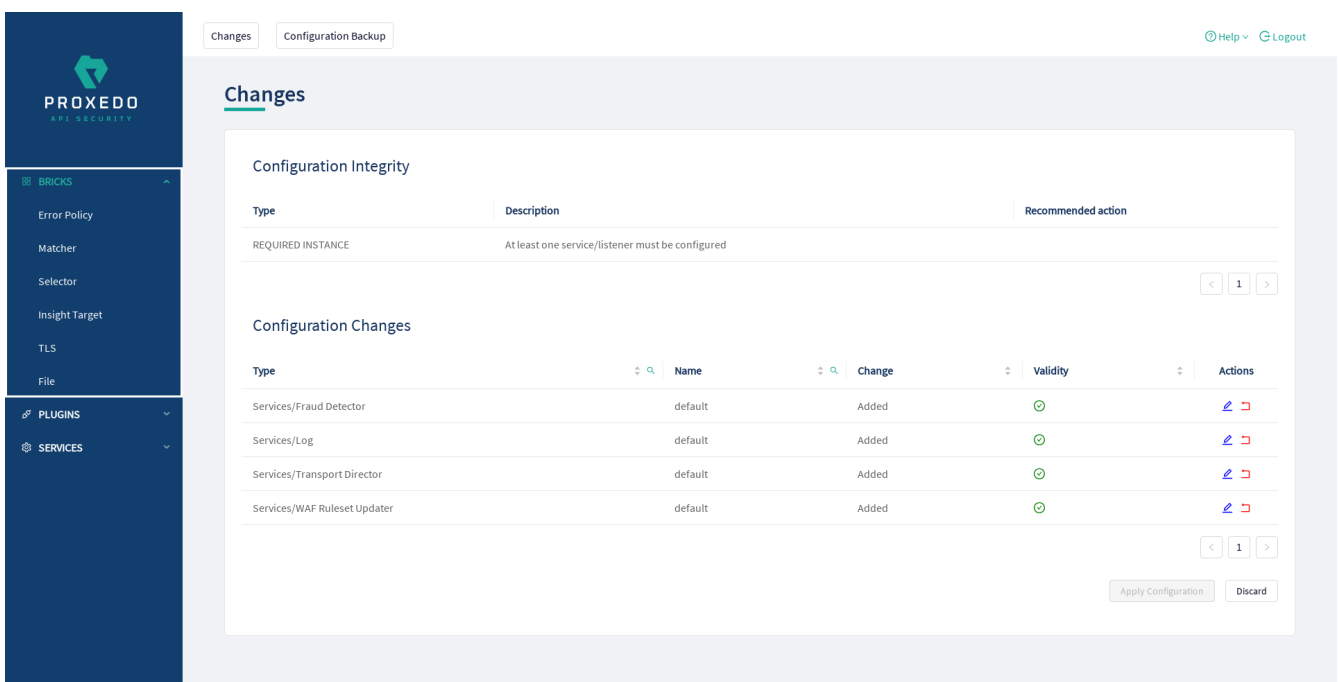 Changes Configuration Backup Help Logout
PROXEDO
API SECURITY
BRICKS
Error Policy
Matcher
Selector
Insight Target
TLS
File
PLUGINS
SERVICES
Changes
Configuration Integrity
Type Description Recommended action
REQUIRED INSTANCE At least one service/listener must be configured
< 1 >
Configuration Changes
Type Name Change Validity Actions
Services/Fraud Detector default Added
Services/Log default Added
Services/Transport Director default Added
Services/WAF Ruleset Updater default Added
< 1 >
Apply Configuration Discard